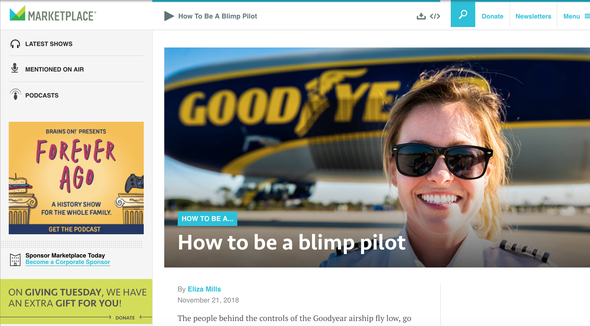 MARKETPLACE®
How To Be A Blimp Pilot
</>
Donate
Newsletters
Menu
LATEST SHOWS
MENTIONED ON AIR
PODCASTS
BRAINS ON! PRESENTS
FOREVER
AGO
A HISTORY SHOW
FOR THE WHOLE FAMILY.
GET THE PODCAST
Sponsor Marketplace Today
Become a Corporate Sponsor
ON GIVING TUESDAY, WE HAVE
AN EXTRA GIFT FOR YOU!
DONATE
GOODYEAR
HOW TO BE A...
How to be a blimp pilot
By Eliza Mills
November 21, 2018
The people behind the controls of the Goodyear airship fly low, go